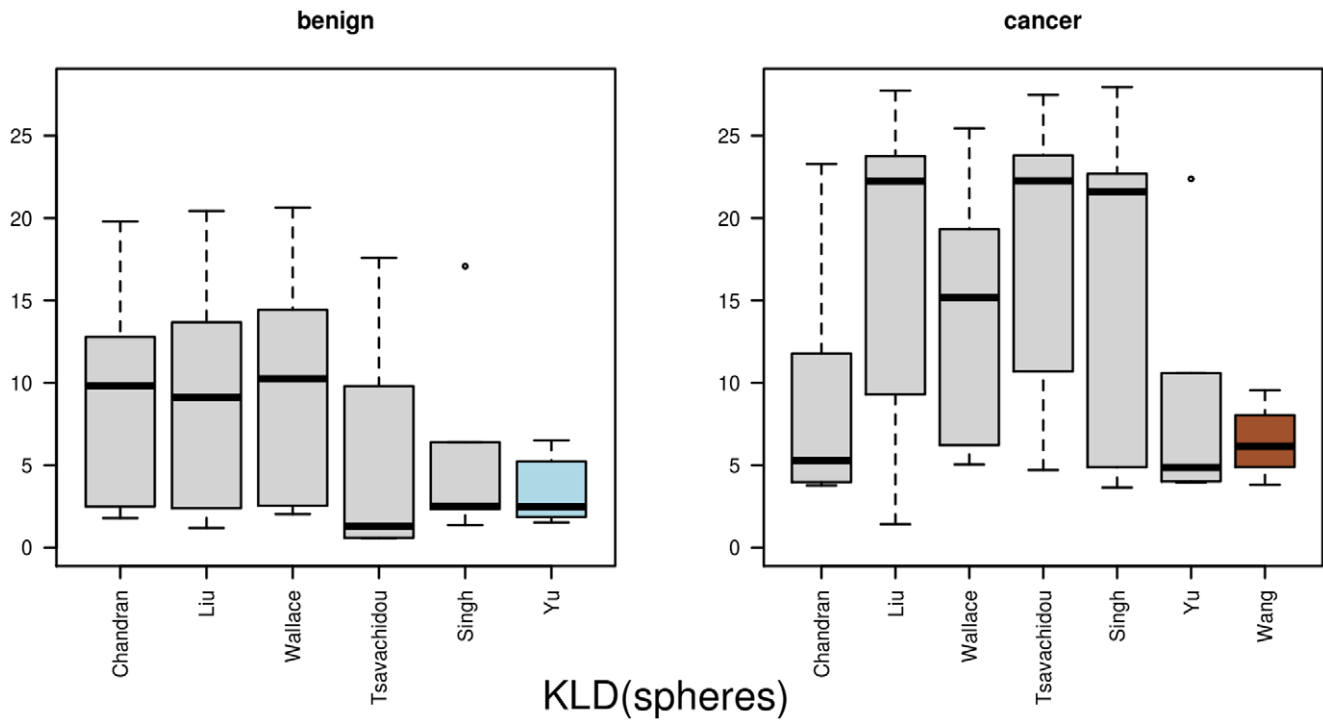 benign
25
20
15
10
5
0
Chandran
Liu
Wallace
Tsavachidou
Singh
Yu
cancer
25
20
15
10
5
0
Chandran
Liu
Wallace
Tsavachidou
Singh
Yu
Wang
KLD(spheres)